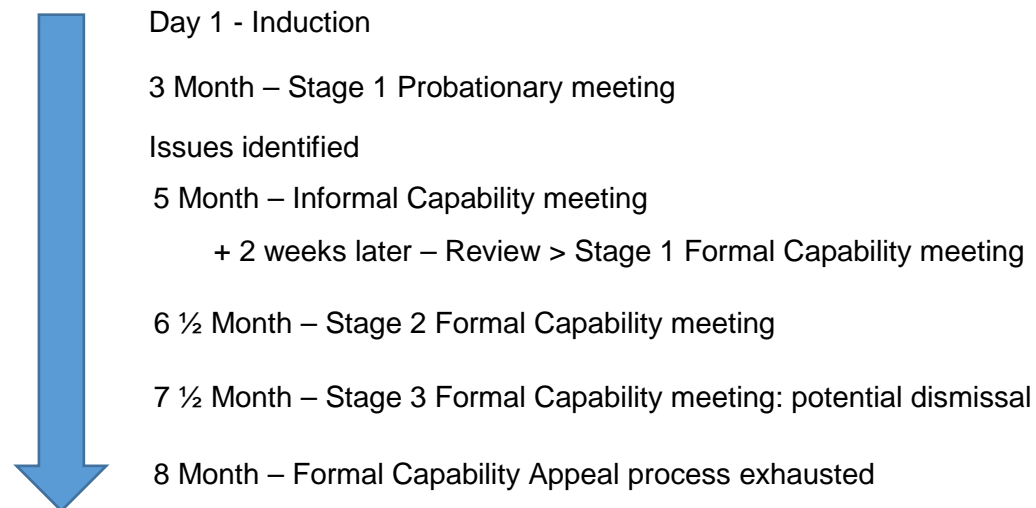 Day 1 - Induction
3 Month – Stage 1 Probationary meeting
Issues identified
5 Month – Informal Capability meeting
+ 2 weeks later – Review > Stage 1 Formal Capability meeting
6 ½ Month – Stage 2 Formal Capability meeting
7 ½ Month – Stage 3 Formal Capability meeting: potential dismissal
8 Month – Formal Capability Appeal process exhausted